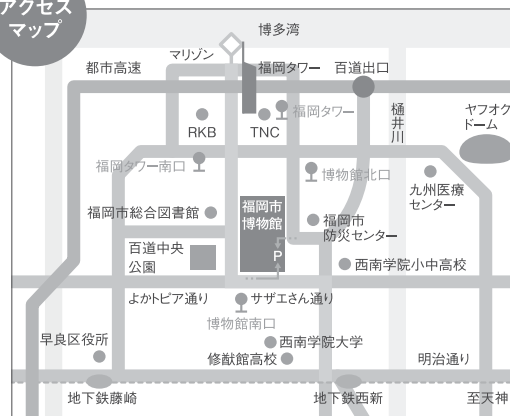 アクセス
マップ
博多湾
マリゾン
都市高速
福岡タワー
百道出口
RKB
TNC
福岡タワー
樋井川
ヤフオク
ドーム
福岡タワー南口
博物館北口
九州医療
センター
福岡市総合図書館
福岡市
博物館
福岡市
防災センター
百道中央
公園
P
西南学院小中高校
よかトピア通り
サザエさん通り
博物館南口
早良区役所
西南学院大学
修猷館高校
明治通り
地下鉄藤崎
地下鉄西新
至天神